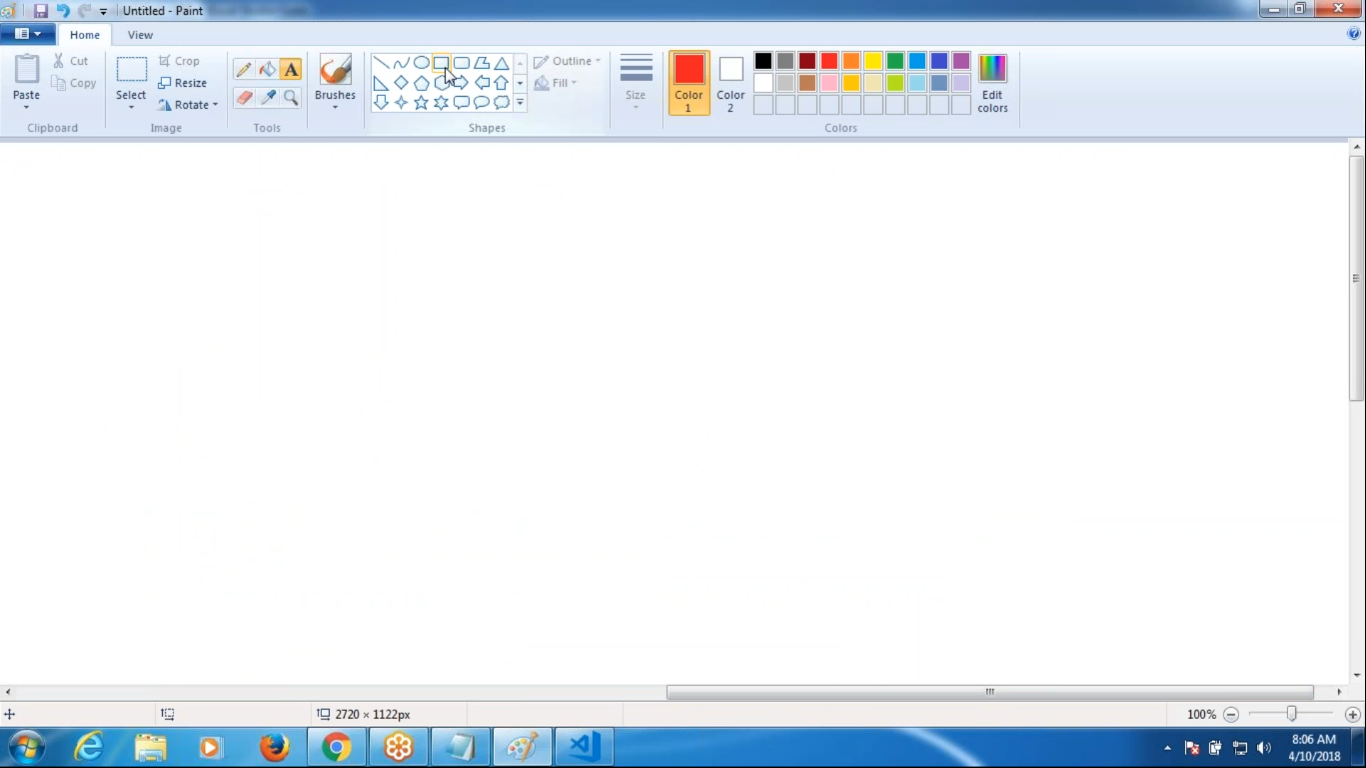 Untitled - Paint
Home View
Paste
Cut
Copy
Clipboard
Select
Crop
Resize
Rotate
Image
A
Tools
Brushes
Outline
Fill
Shapes
Size
Color 1
Color 2
Edit colors
Colors
2720 × 1122px
100%
8:06 AM
4/10/2018